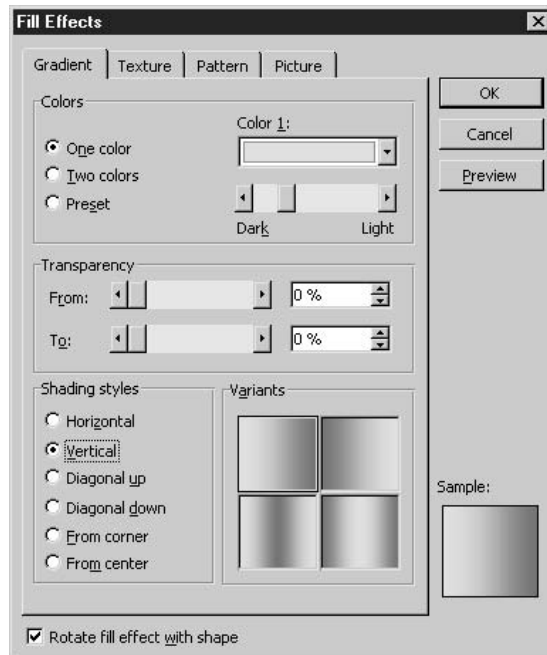 Fill Effects
Gradient Texture Pattern Picture
Colors
One color
Two colors
Preset
Color 1:
Dark Light
Transparency
From: 0 %
To: 0 %
Shading styles
Horizontal
Vertical
Diagonal up
Diagonal down
From corner
From center
Variants
OK
Cancel
Preview
Sample:
Rotate fill effect with shape